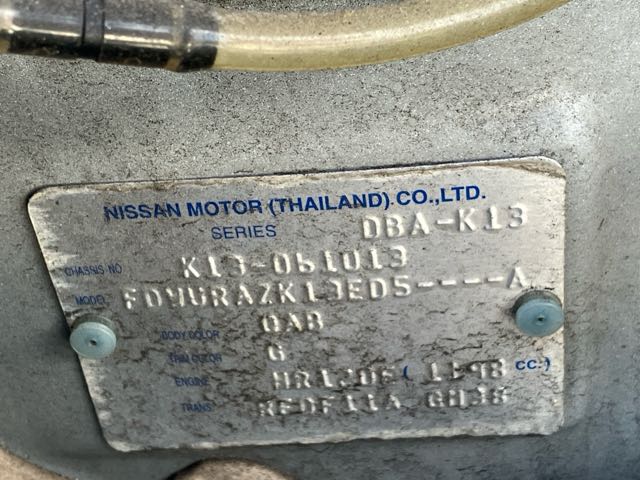 NISSAN MOTOR (THAILAND) CO.,LTD.
SERIES DBA-K13
CHASSIS NO K13-061013
MODEL
BODY COLOR QAB
TRIM COLOR G
ENGINE HR12DE (1198 CC.)
TRANS RE0F11A GH38